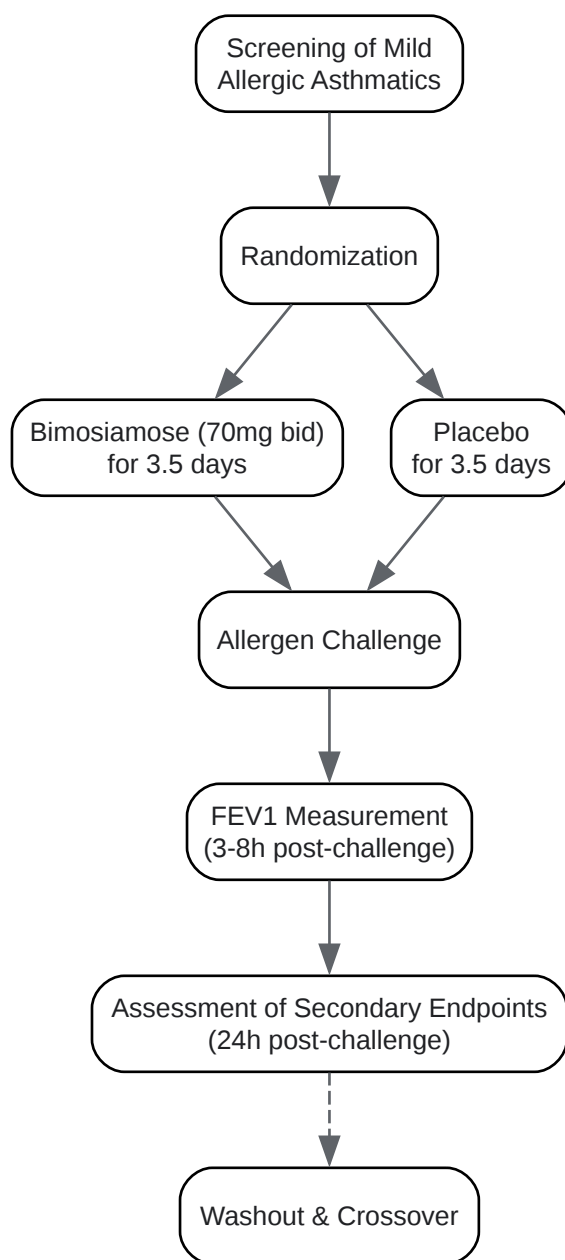 Screening of Mild
Allergic Asthmatics
Randomization
Bimosiamose (70mg bid)
for 3.5 days
Placebo
for 3.5 days
Allergen Challenge
FEV1 Measurement
(3-8h post-challenge)
Assessment of Secondary Endpoints
(24h post-challenge)
Washout & Crossover